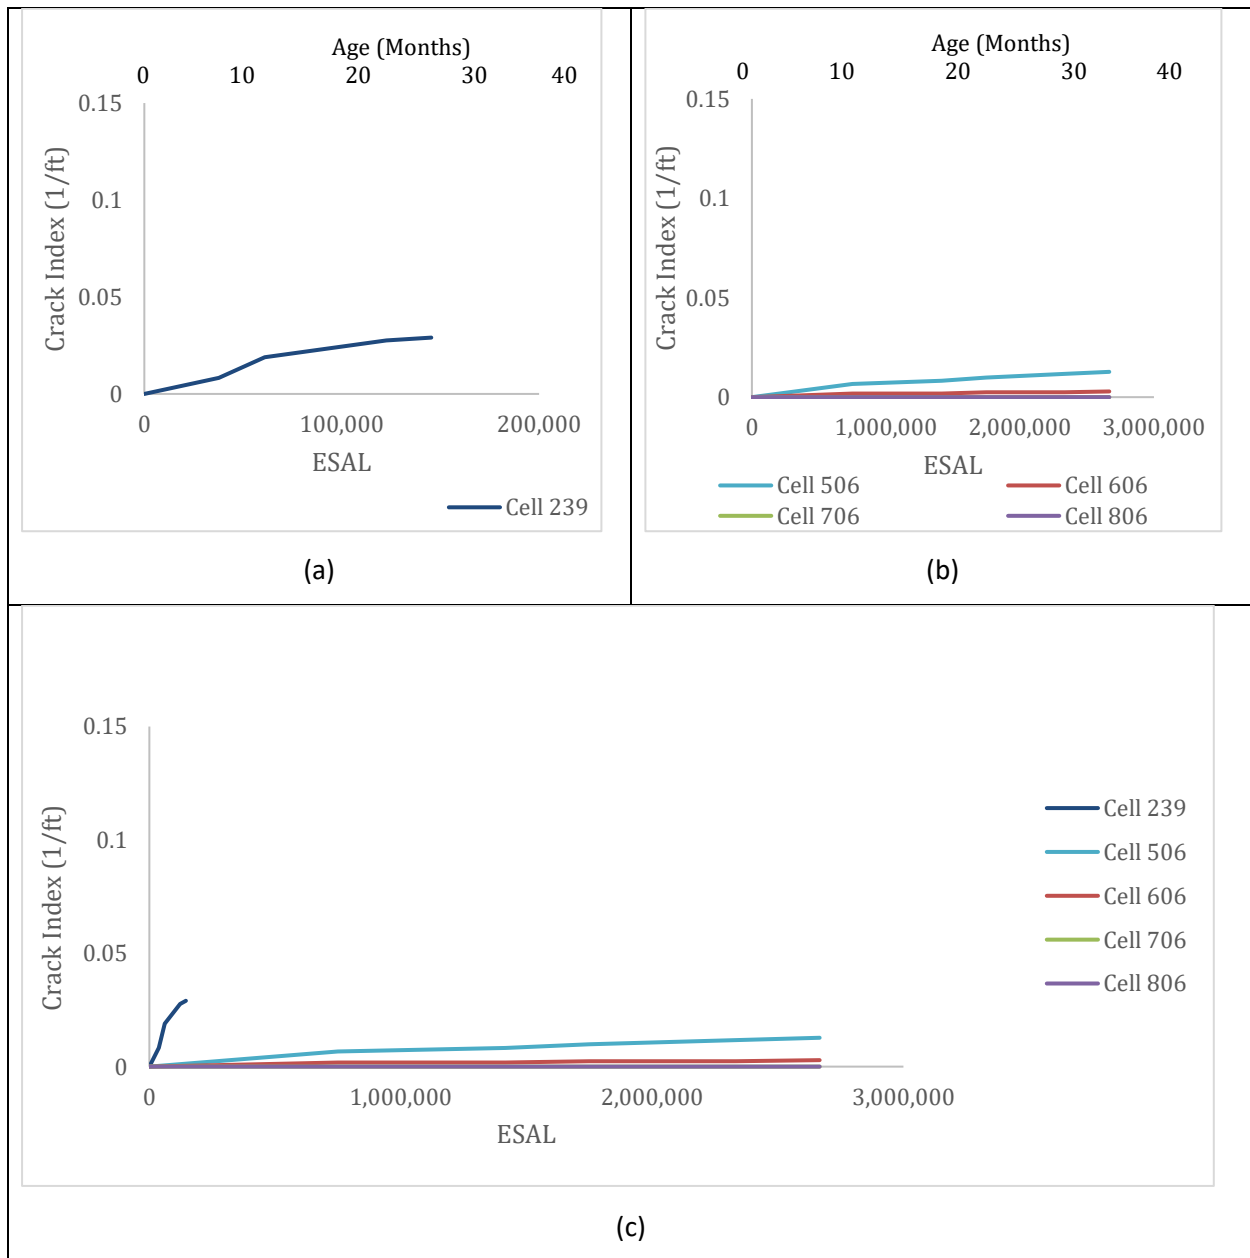 Age (Months)
0 10 20 30 40
0.15
0.1
0.05
0
Crack Index (1/ft)
0 100,000 200,000
ESAL
Cell 239
(a)
Age (Months)
0 10 20 30 40
0.15
0.1
0.05
0
Crack Index (1/ft)
0 1,000,000 2,000,000 3,000,000
ESAL
Cell 506 Cell 606
Cell 706 Cell 806
(b)
0.15
0.1
0.05
0
Crack Index (1/ft)
0 1,000,000 2,000,000 3,000,000
ESAL
Cell 239
Cell 506
Cell 606
Cell 706
Cell 806
(c)